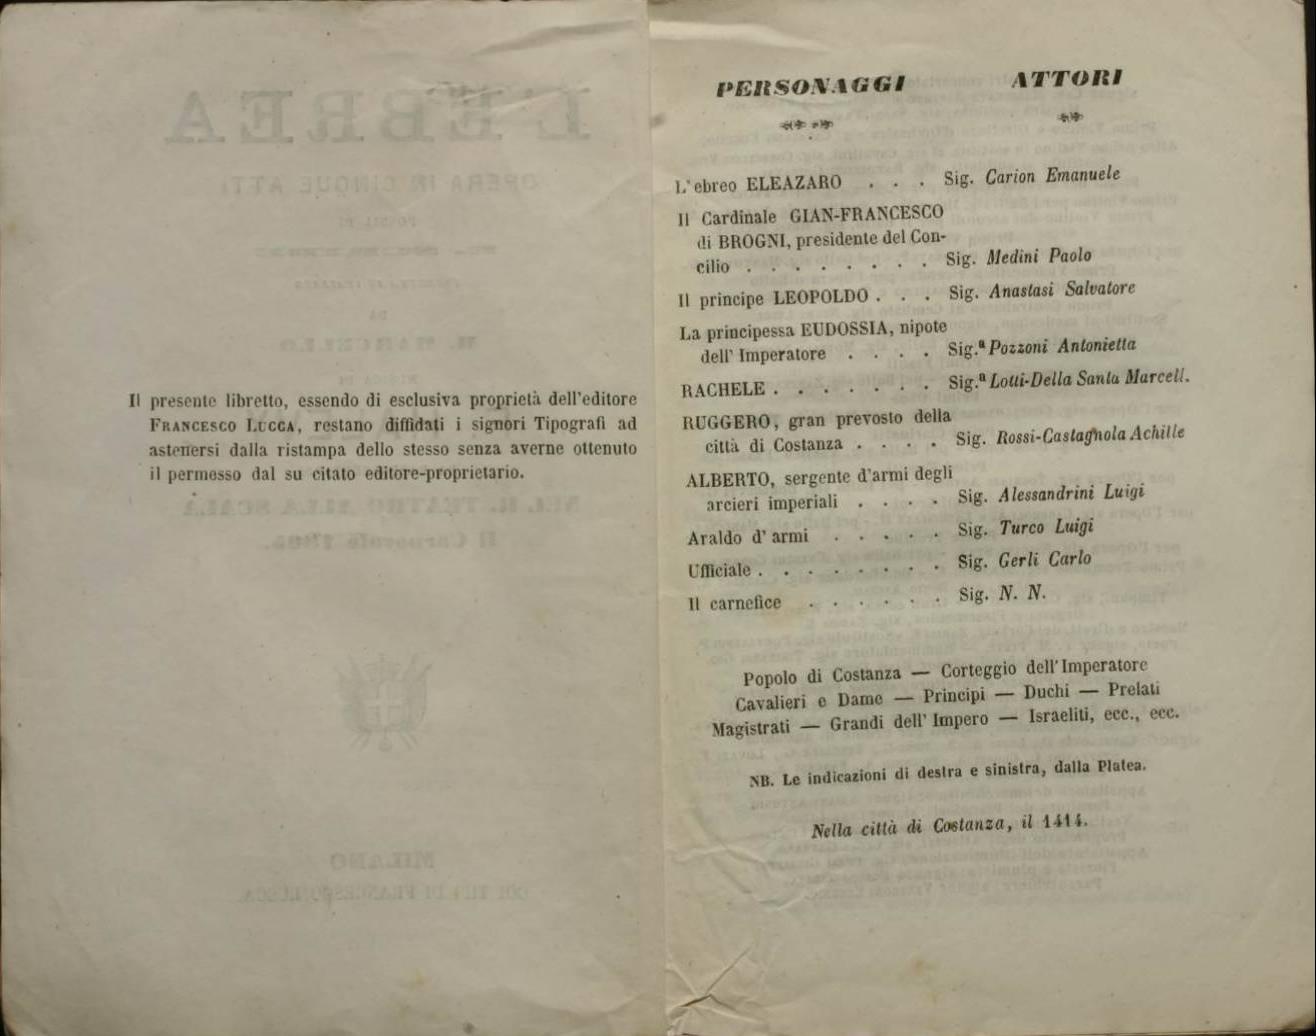 Il presente libretto, essendo di esclusiva proprietà dell'editore
FRANCESCO LUCCA, restano diffidati i signori Tipografi ad
astenersi dalla ristampa dello stesso senza averne ottenuto
il permesso dal su citato editore-proprietario.
PERSONAGGI ATTORI
L'ebreo ELEAZARO . . . Sig. Carion Emanuele
Il Cardinale GIAN-FRANCESCO
di BROGNI, presidente del Con-
cilio . . . . . . . . Sig. Medini Paolo
Il principe LEOPOLDO . . . Sig. Anastasi Salvatore
La principessa EUDOSSIA, nipote
dell' Imperatore . . . . Sig.ª Pozzoni Antonietta
RACHELE . . . . . . . Sig.ª Lotti-Della Santa Marcell.
RUGGERO, gran prevosto della
città di Costanza . . . . Sig. Rossi-Castagnola Achille
ALBERTO, sergente d'armi degli
arcieri imperiali . . . . Sig. Alessandrini Luigi
Araldo d' armi . . . . . Sig. Turco Luigi
Ufficiale . . . . . . . . Sig. Gerli Carlo
Il carnefice . . . . . . Sig. N. N.
Popolo di Costanza — Corteggio dell'Imperatore
Cavalieri e Dame — Principi — Duchi — Prelati
Magistrati — Grandi dell' Impero — Israeliti, ecc., ecc.
NB. Le indicazioni di destra e sinistra, dalla Platea.
Nella città di Costanza, il 1414.